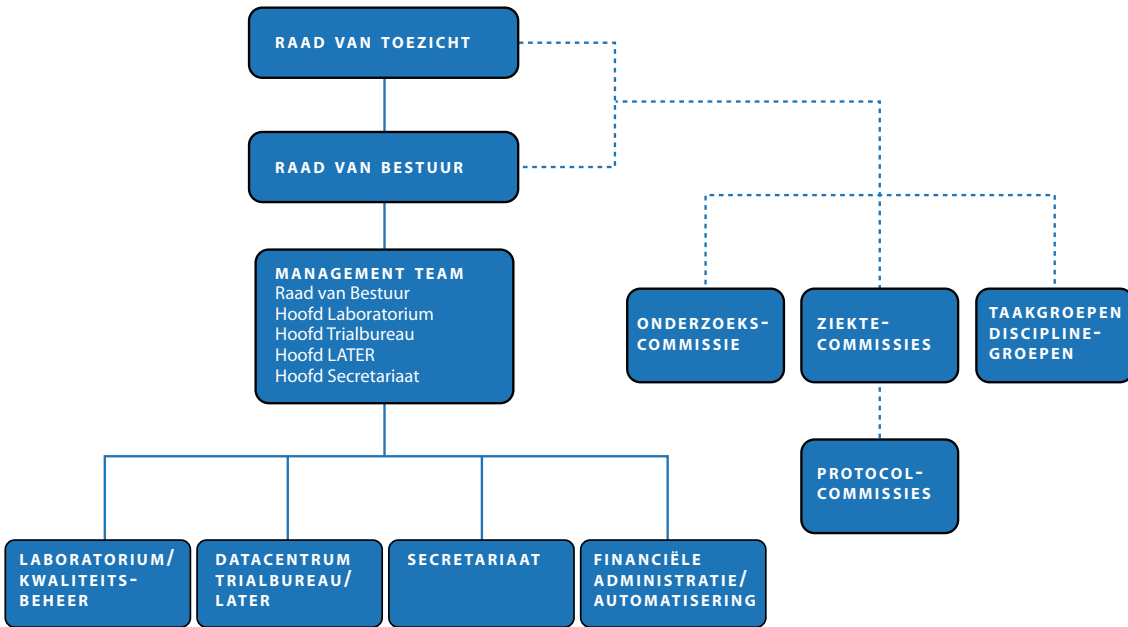 RAAD VAN TOEZICHT
RAAD VAN BESTUUR
MANAGEMENT TEAM
Raad van Bestuur
Hoofd Laboratorium
Hoofd Trialbureau
Hoofd LATER
Hoofd Secretariaat
ONDERZOEKS-
COMMISSIE
ZIEKTE-
COMMISSIES
TAAKGROEPEN
DISCIPLINE-
GROEPEN
PROTOCOL-
COMMISSIES
LABORATORIUM/
KWALITEITS-
BEHEER
DATACENTRUM
TRIALBUREAU/
LATER
SECRETARIAAT
FINANCIËLE
ADMINISTRATIE/
AUTOMATISERING